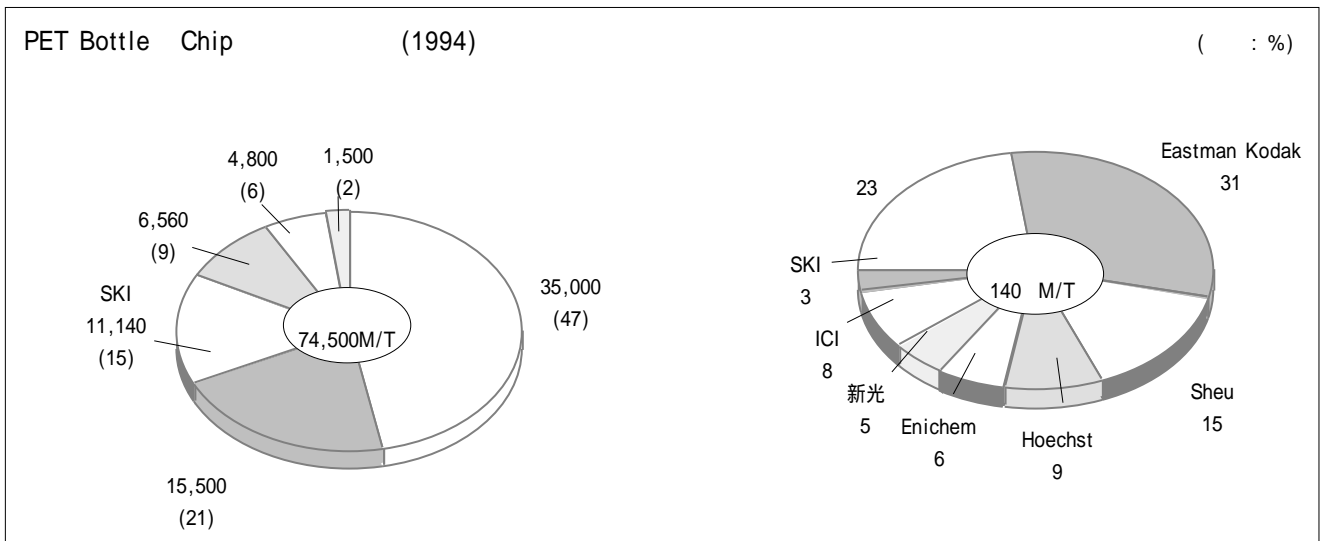 PET Bottle Chip (1994)
( : %)
4,800
(6)
1,500
(2)
6,560
(9)
SKI
11,140
(15)
35,000
(47)
74,500M/T
15,500
(21)
Eastman Kodak
31
23
SKI
3
140 M/T
ICI
8
新光
5
Enichem
6
Hoechst
9
Sheu
15